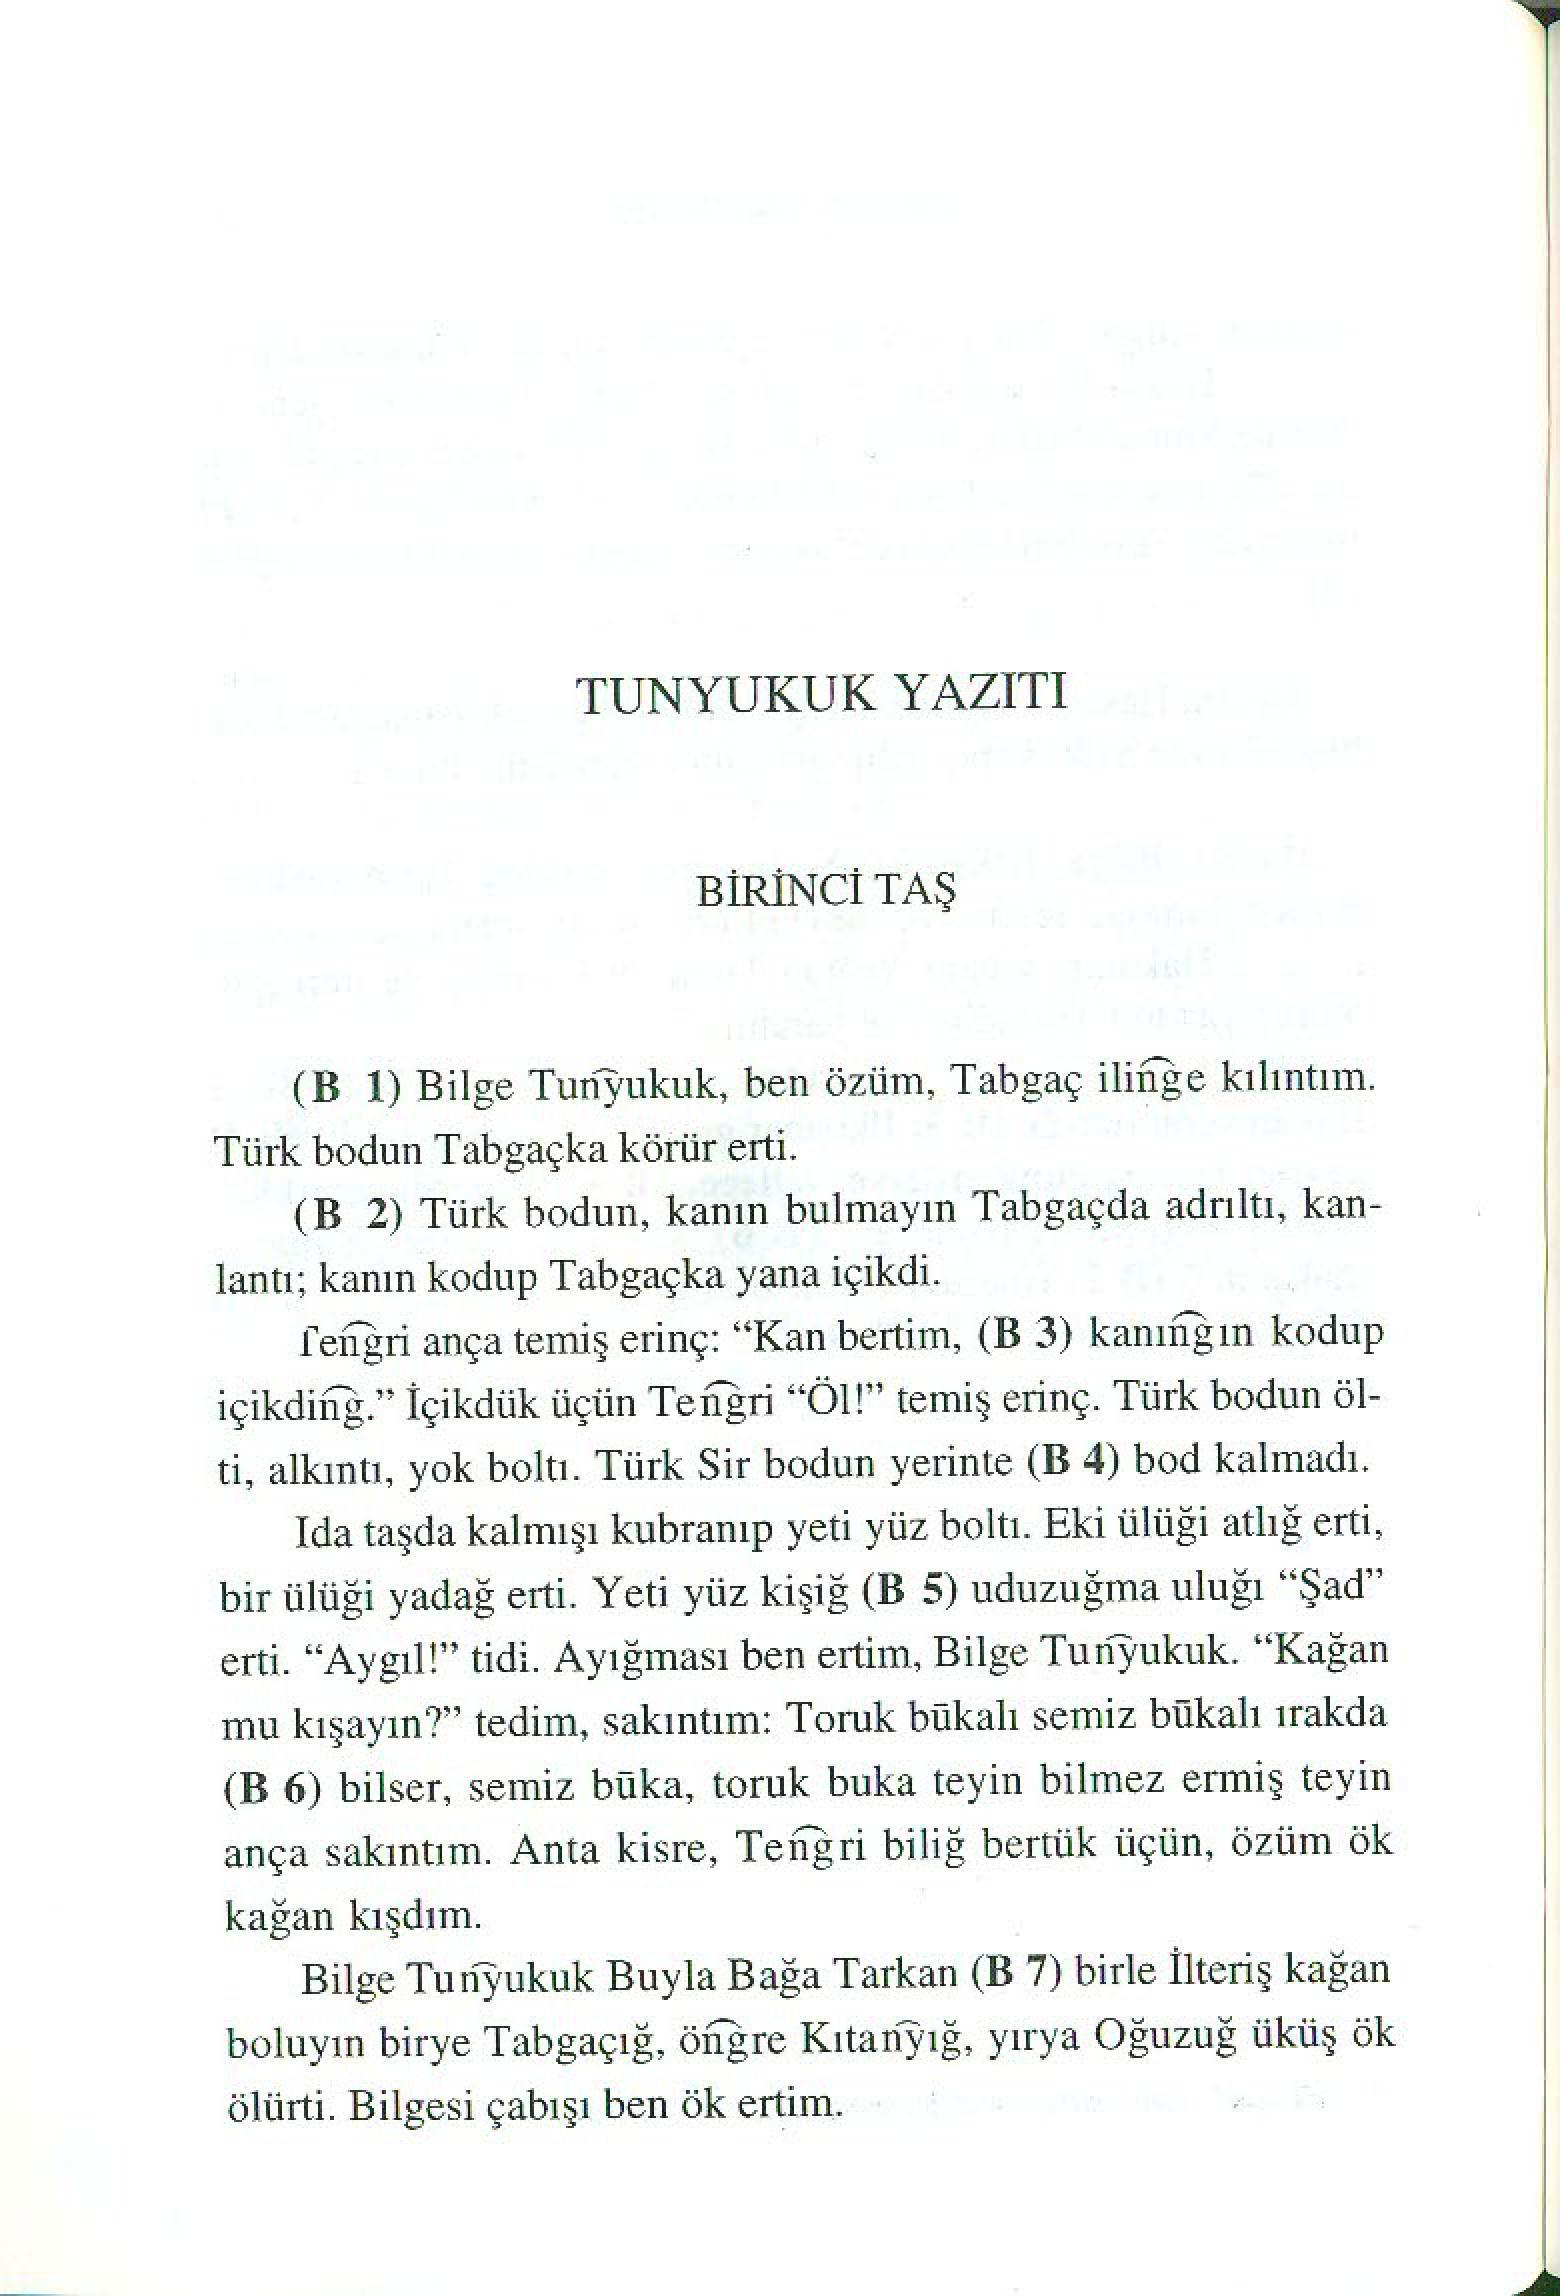 TUNYUKUK YAZITI
BİRİNCİ TAŞ
(B 1) Bilge Tun͡yukuk, ben özüm, Tabgaç ilin͡ge kılıntım.
Türk bodun Tabgaçka körür erti.
(B 2) Türk bodun, kanın bulmayın Tabgaçda adrıltı, kan-
lantı; kanın kodup Tabgaçka yana içikdi.
Ten͡gri ança temiş erinç: “Kan bertim, (B 3) kanın͡gın kodup
içikdin͡g.” İçikdük üçün Ten͡gri “Öl!” temiş erinç. Türk bodun öl-
ti, alkıntı, yok boltı. Türk Sir bodun yerinte (B 4) bod kalmadı.
Ida taşda kalmışı kubranıp yeti yüz boltı. Eki ülüği atlığ erti,
bir ülüği yadağ erti. Yeti yüz kişiğ (B 5) uduzuğma uluğı “Şad”
erti. “Aygıl!” tidi. Ayığması ben ertim, Bilge Tun͡yukuk. “Kağan
mu kışayın?” tedim, sakıntım: Toruk būkalı semiz būkalı ırakda
(B 6) bilser, semiz būka, toruk buka teyin bilmez ermiş teyin
ança sakıntım. Anta kisre, Ten͡gri biliğ bertük üçün, özüm ök
kağan kışdım.
Bilge Tun͡yukuk Buyla Bağa Tarkan (B 7) birle İlteriş kağan
boluyın birye Tabgaçığ, ön͡gre Kıtan͡yığ, yırya Oğuzuğ üküş ök
ölürti. Bilgesi çabışı ben ök ertim.